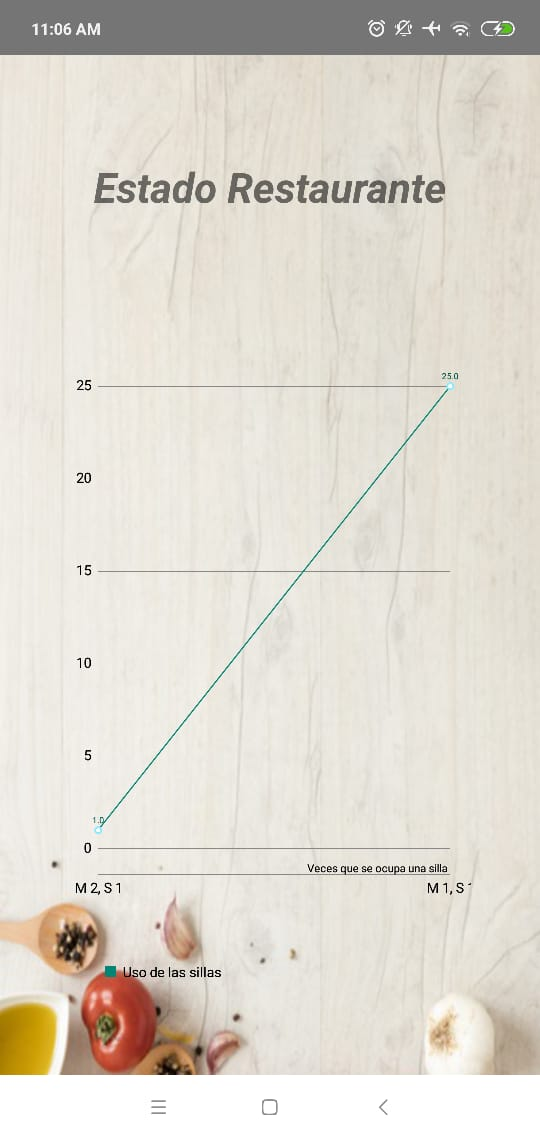 11:06 AM
Estado Restaurante
25.0
25
20
15
10
5
1.0
0
Veces que se ocupa una silla
M 2, S 1
M 1, S
Uso de las sillas